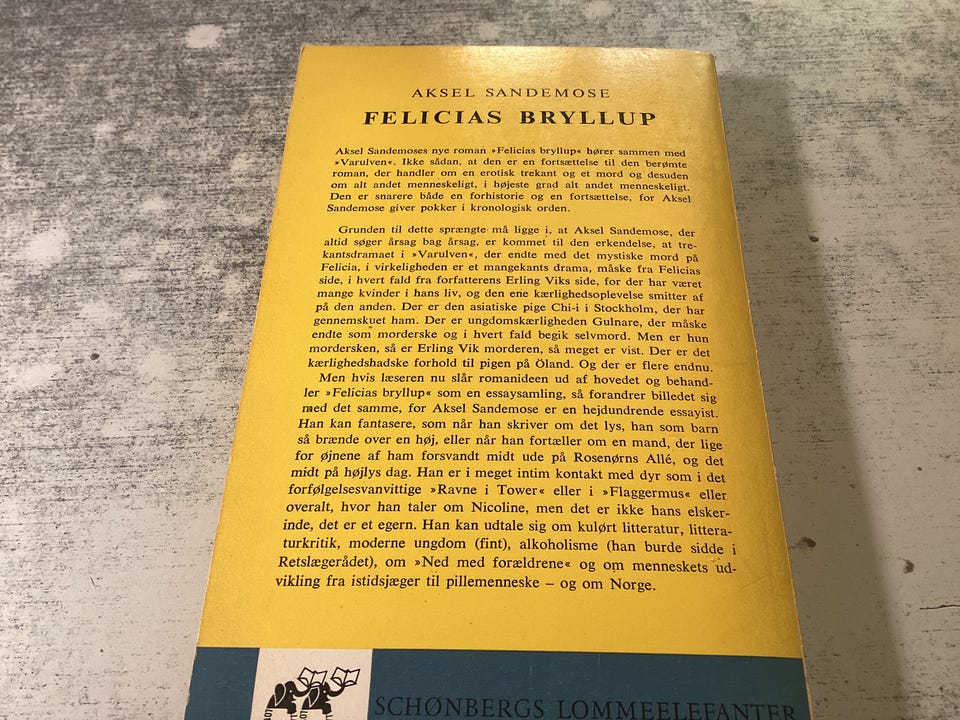 AKSEL SANDEMOSE
FELICIAS BRYLLUP
Aksel Sandemoses nye roman »Felicias bryllup« hører sammen med
»Varulven«. Ikke sådan, at den er en fortsættelse til den berømte
roman, der handler om en erotisk trekant og et mord og desuden
om alt andet menneskeligt, i højeste grad alt andet menneskeligt.
Den er snarere både en forhistorie og en fortsættelse, for Aksel
Sandemose giver pokker i kronologisk orden.
Grunden til dette sprængte må ligge i, at Aksel Sandemose, der
altid søger årsag bag årsag, er kommet til den erkendelse, at tre-
kantsdramaet i »Varulven«, der endte med det mystiske mord på
Felicia, i virkeligheden er et mangekants drama, måske fra Felicias
side, i hvert fald fra forfatterens Erling Viks side, for der har været
mange kvinder i hans liv, og den ene kærlighedsoplevelse smitter af
på den anden. Der er den asiatiske pige Chi-i i Stockholm, der har
gennemskuet ham. Der er ungdomskærligheden Gulnare, der måske
endte som morderske og i hvert fald begik selvmord. Men er hun
mordersken, så er Erling Vik morderen, så meget er vist. Der er det
kærlighedshadske forhold til pigen på Öland. Og der er flere endnu.
Men hvis læseren nu slår romanideen ud af hovedet og behand-
ler »Felicias bryllup« som en essaysamling, så forandrer billedet sig
med det samme, for Aksel Sandemose er en hejdundrende essayist.
Han kan fantasere, som når han skriver om det lys, han som barn
så brænde over en høj, eller når han fortæller om en mand, der lige
for øjnene af ham forsvandt midt ude på Rosenørns Allé, og det
midt på højlys dag. Han er i meget intim kontakt med dyr som i det
forfølgelsesvanvittige »Ravne i Tower« eller i »Flaggermus« eller
overalt, hvor han taler om Nicoline, men det er ikke hans elsker-
inde, det er et egern. Han kan udtale sig om kulørt litteratur, littera-
turkritik, moderne ungdom (fint), alkoholisme (han burde sidde i
Retslægerådet), om »Ned med forældrene« og om menneskets ud-
vikling fra istidsjæger til pillemenneske – og om Norge.
SCHØNBERGS LOMMEELEFANTER